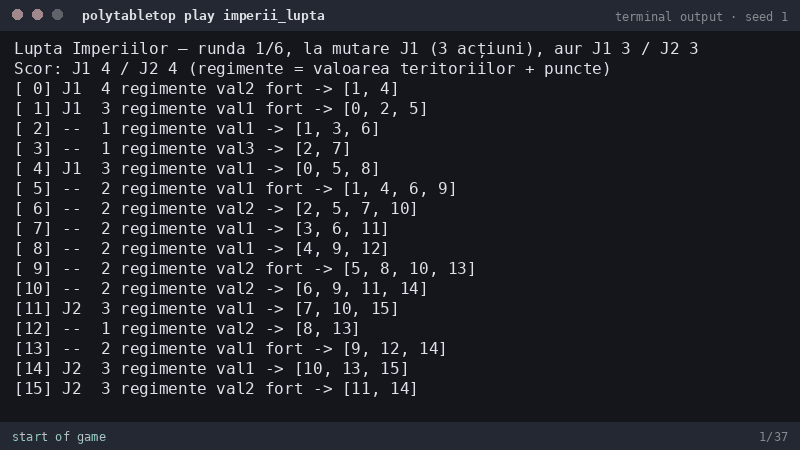 polytabletop play imperii_lupta
terminal output · seed 1
Lupta Imperiilor — runda 1/6, la mutare J1 (3 acțiuni), aur J1 3 / J2 3
Scor: J1 4 / J2 4 (regimente = valoarea teritoriilor + puncte)
[ 0] J1  4 regimente val2 fort -> [1, 4]
[ 1] J1  3 regimente val1 fort -> [0, 2, 5]
[ 2] --  1 regimente val1 -> [1, 3, 6]
[ 3] --  1 regimente val3 -> [2, 7]
[ 4] J1  3 regimente val1 -> [0, 5, 8]
[ 5] --  2 regimente val1 fort -> [1, 4, 6, 9]
[ 6] --  2 regimente val2 -> [2, 5, 7, 10]
[ 7] --  2 regimente val1 -> [3, 6, 11]
[ 8] --  2 regimente val1 -> [4, 9, 12]
[ 9] --  2 regimente val2 fort -> [5, 8, 10, 13]
[10] --  2 regimente val2 -> [6, 9, 11, 14]
[11] J2  3 regimente val1 -> [7, 10, 15]
[12] --  1 regimente val2 -> [8, 13]
[13] --  2 regimente val1 fort -> [9, 12, 14]
[14] J2  3 regimente val1 -> [10, 13, 15]
[15] J2  3 regimente val2 fort -> [11, 14]
start of game
1/37